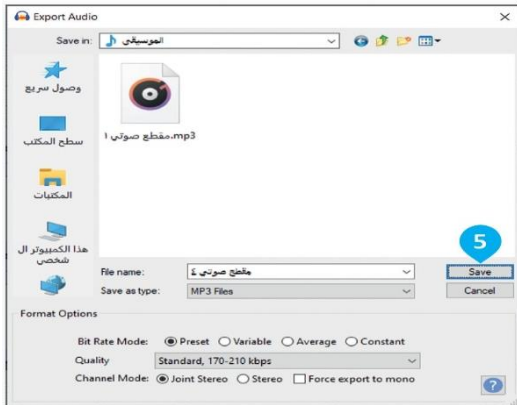 Export Audio
Save in: الموسيقى
وصول سريع
سطح المكتب
المكتبات
هذا الكمبيوتر ال
شخصي
مقطع صوتي ١.mp3
5
File name: مقطع صوتي ٤ Save
Save as type: MP3 Files Cancel
Format Options
Bit Rate Mode: Preset Variable Average Constant
Quality Standard, 170-210 kbps
Channel Mode: Joint Stereo Stereo Force export to mono
?